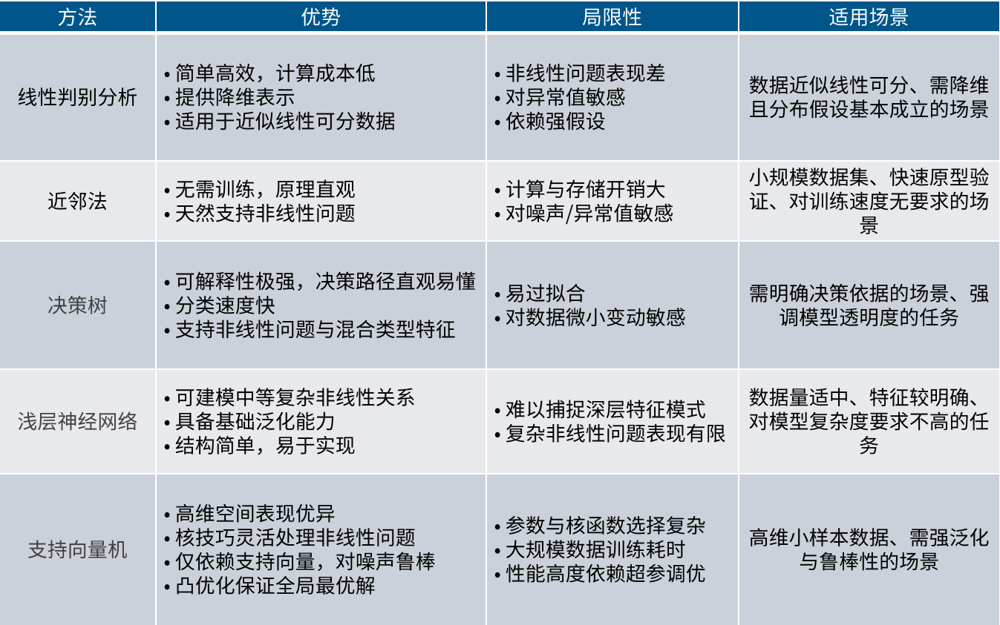 方法
优势
局限性
适用场景
线性判别分析
• 简单高效，计算成本低
• 提供降维表示
• 适用于近似线性可分数据
• 非线性问题表现差
• 对异常值敏感
• 依赖强假设
数据近似线性可分、需降维
且分布假设基本成立的场景
近邻法
• 无需训练，原理直观
• 天然支持非线性问题
• 计算与存储开销大
• 对噪声/异常值敏感
小规模数据集、快速原型验
证、对训练速度无要求的场
景
决策树
• 可解释性极强，决策路径直观易懂
• 分类速度快
• 支持非线性问题与混合类型特征
• 易过拟合
• 对数据微小变动敏感
需明确决策依据的场景、强
调模型透明度的任务
浅层神经网络
• 可建模中等复杂非线性关系
• 具备基础泛化能力
• 结构简单，易于实现
• 难以捕捉深层特征模式
• 复杂非线性问题表现有限
数据量适中、特征较明确、
对模型复杂度要求不高的任
务
支持向量机
• 高维空间表现优异
• 核技巧灵活处理非线性问题
• 仅依赖支持向量，对噪声鲁棒
• 凸优化保证全局最优解
• 参数与核函数选择复杂
• 大规模数据训练耗时
• 性能高度依赖超参调优
高维小样本数据、需强泛化
与鲁棒性的场景